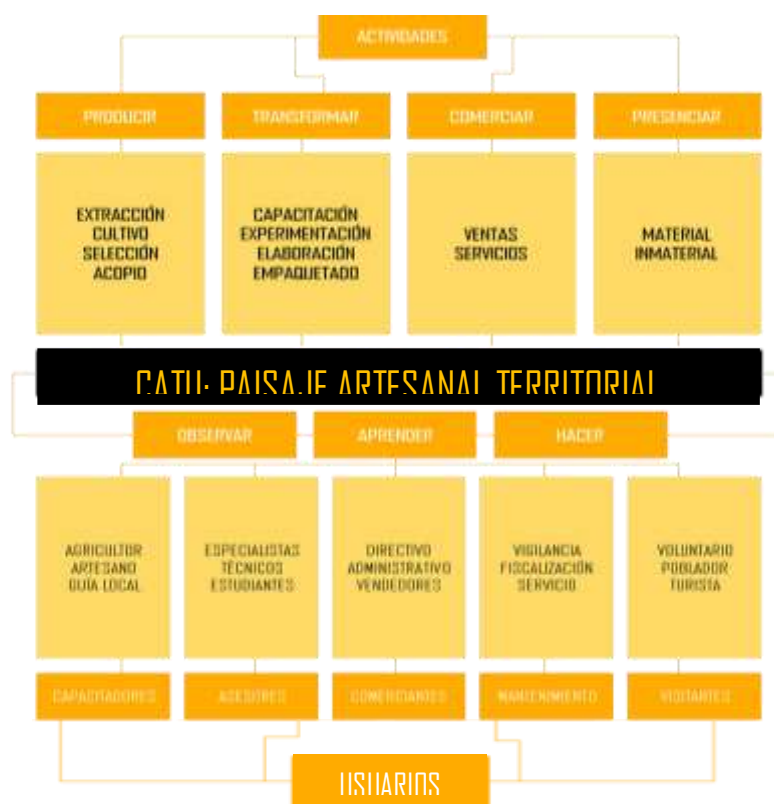 ACTIVIDADES
PRODUCIR
TRANSFORMAR
COMERCIAR
PRESENCIAR
EXTRACCIÓN
CULTIVO
SELECCIÓN
ACOPIO
CAPACITACIÓN
EXPERIMENTACIÓN
ELABORACIÓN
EMPAQUETADO
VENTAS
SERVICIOS
MATERIAL
INMATERIAL
CATU: PAISAJE ARTESANAL TERRITORIAL
OBSERVAR
APRENDER
HACER
AGRICULTOR
ARTESANO
GUÍA LOCAL
ESPECIALISTAS
TÉCNICOS
ESTUDIANTES
DIRECTIVO
ADMINISTRATIVO
VENDEDORES
VIGILANCIA
FISCALIZACIÓN
SERVICIO
VOLUNTARIO
POBLADOR
TURISTA
CAPACITADORES
ASESORES
COMERCIANTES
MANTENIMIENTO
VISITANTES
USUARIOS